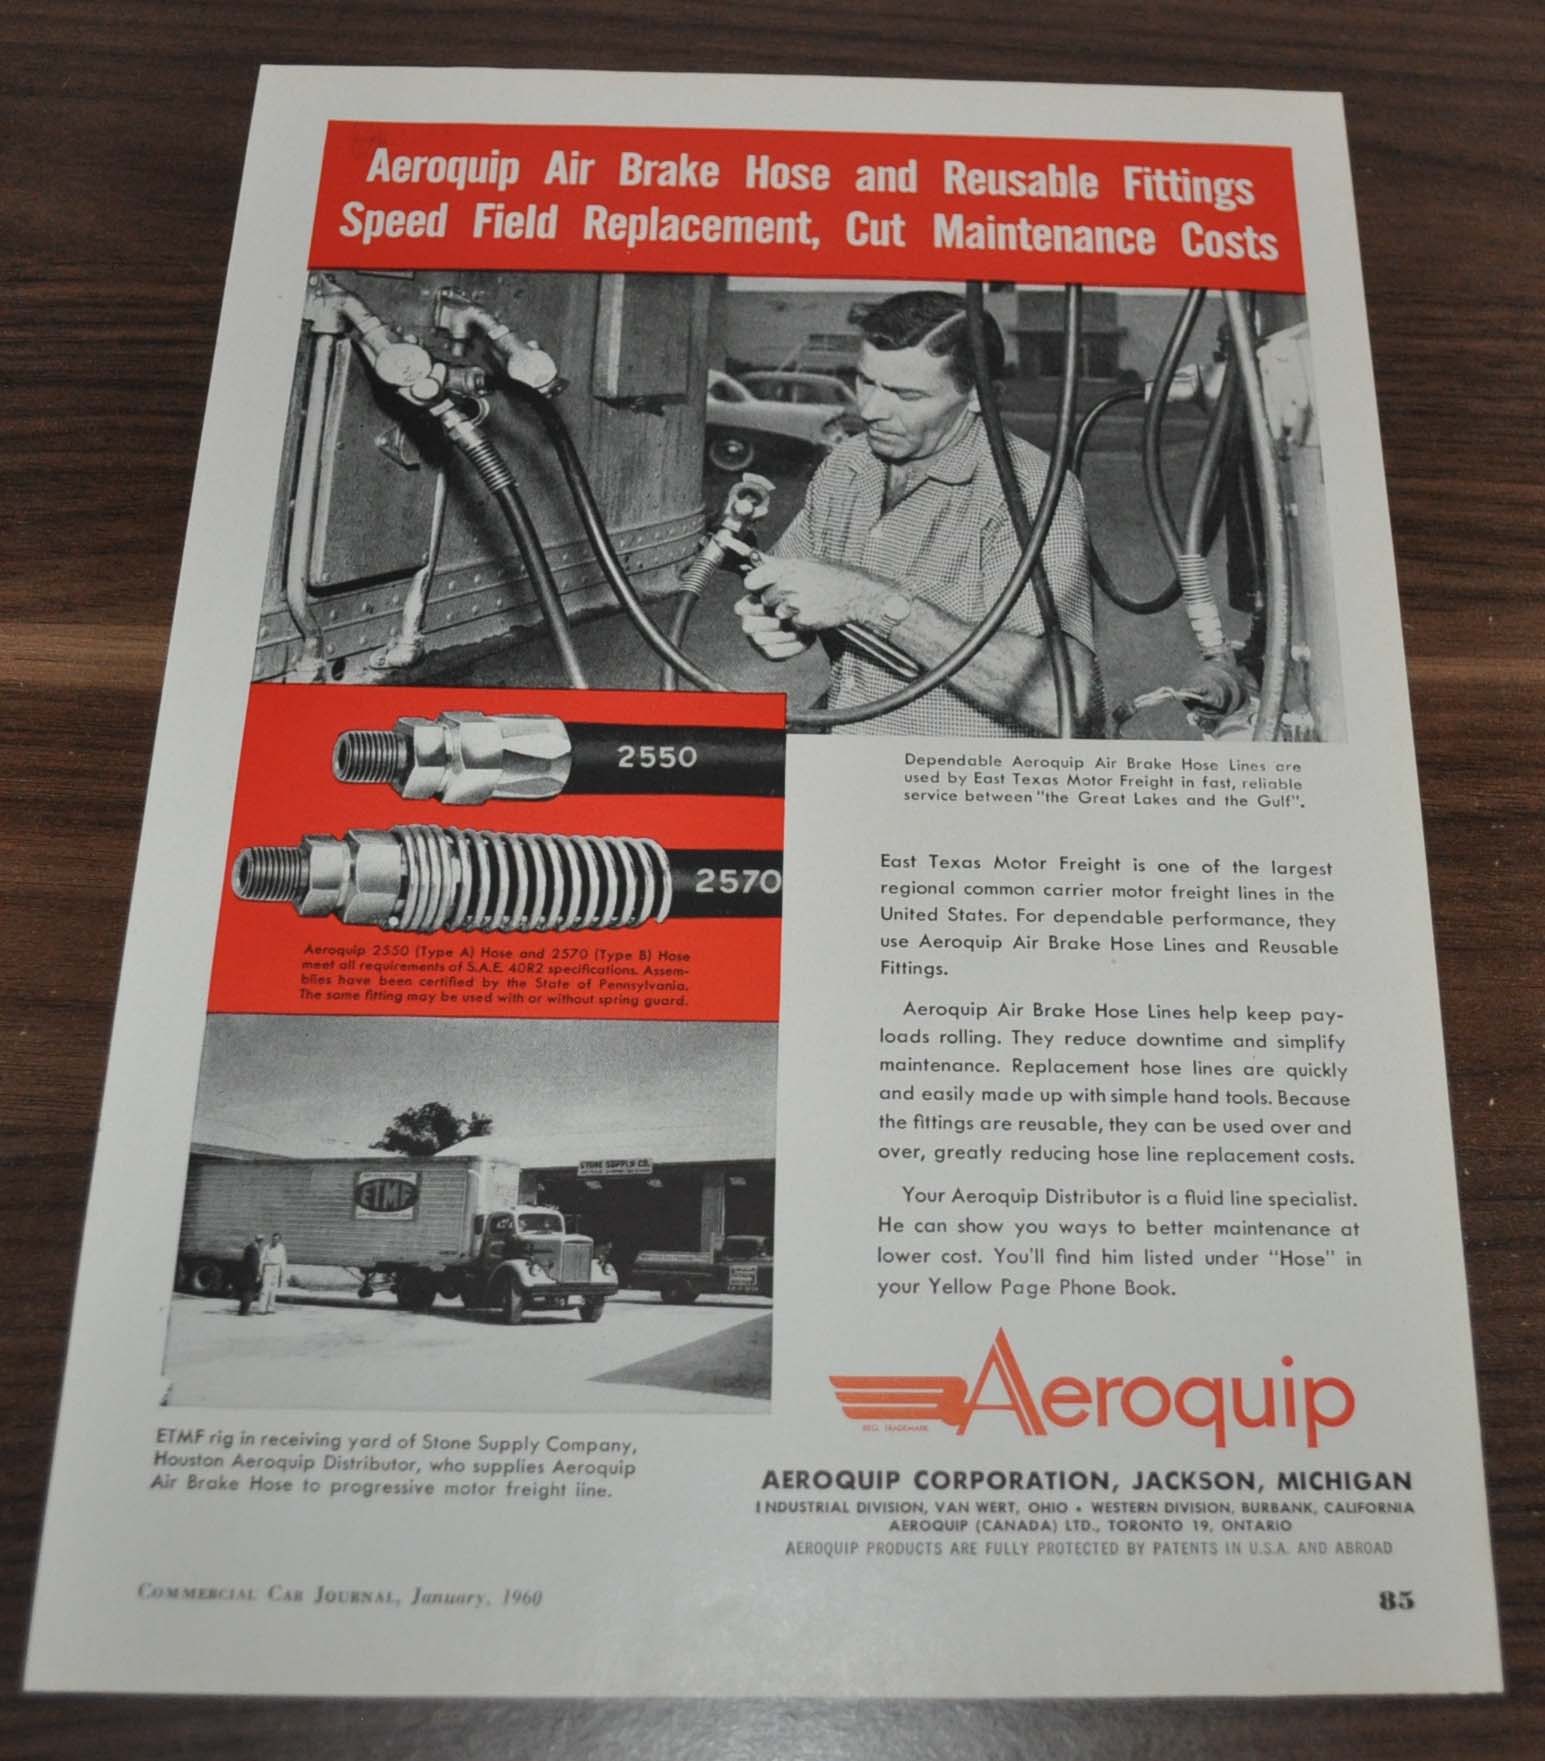 Aeroquip Air Brake Hose and Reusable Fittings
Speed Field Replacement, Cut Maintenance Costs
2550
2570
Aeroquip 2550 (Type A) Hose and 2570 (Type B) Hose
meet all requirements of S.A.E. 40R2 specifications. Assem-
blies have been certified by the State of Pennsylvania.
The same fitting may be used with or without spring guard.
Dependable Aeroquip Air Brake Hose Lines are
used by East Texas Motor Freight in fast, reliable
service between "the Great Lakes and the Gulf".
East Texas Motor Freight is one of the largest
regional common carrier motor freight lines in the
United States. For dependable performance, they
use Aeroquip Air Brake Hose Lines and Reusable
Fittings.
Aeroquip Air Brake Hose Lines help keep pay-
loads rolling. They reduce downtime and simplify
maintenance. Replacement hose lines are quickly
and easily made up with simple hand tools. Because
the fittings are reusable, they can be used over and
over, greatly reducing hose line replacement costs.
Your Aeroquip Distributor is a fluid line specialist.
He can show you ways to better maintenance at
lower cost. You'll find him listed under "Hose" in
your Yellow Page Phone Book.
STONE SUPPLY CO.
ETMF
ETMF rig in receiving yard of Stone Supply Company,
Houston Aeroquip Distributor, who supplies Aeroquip
Air Brake Hose to progressive motor freight line.
Aeroquip
REG. TRADEMARK
AEROQUIP CORPORATION, JACKSON, MICHIGAN
INDUSTRIAL DIVISION, VAN WERT, OHIO • WESTERN DIVISION, BURBANK, CALIFORNIA
AEROQUIP (CANADA) LTD., TORONTO 19, ONTARIO
AEROQUIP PRODUCTS ARE FULLY PROTECTED BY PATENTS IN U.S.A. AND ABROAD
COMMERCIAL CAR JOURNAL, January, 1960
85